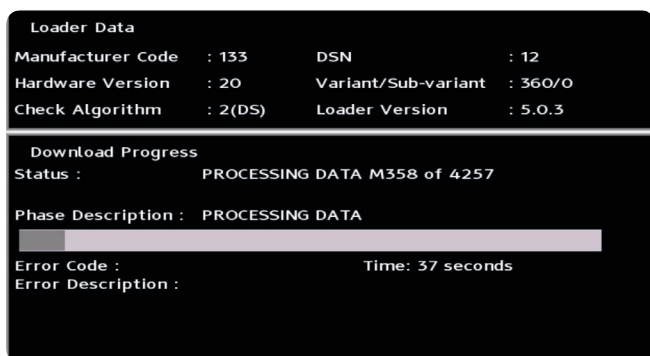 Loader Data
Manufacturer Code : 133 DSN : 12
Hardware Version : 20 Variant/Sub-variant : 360/0
Check Algorithm : 2(DS) Loader Version : 5.0.3
Download Progress
Status : PROCESSING DATA M358 of 4257
Phase Description : PROCESSING DATA
Error Code : Time: 37 seconds
Error Description :